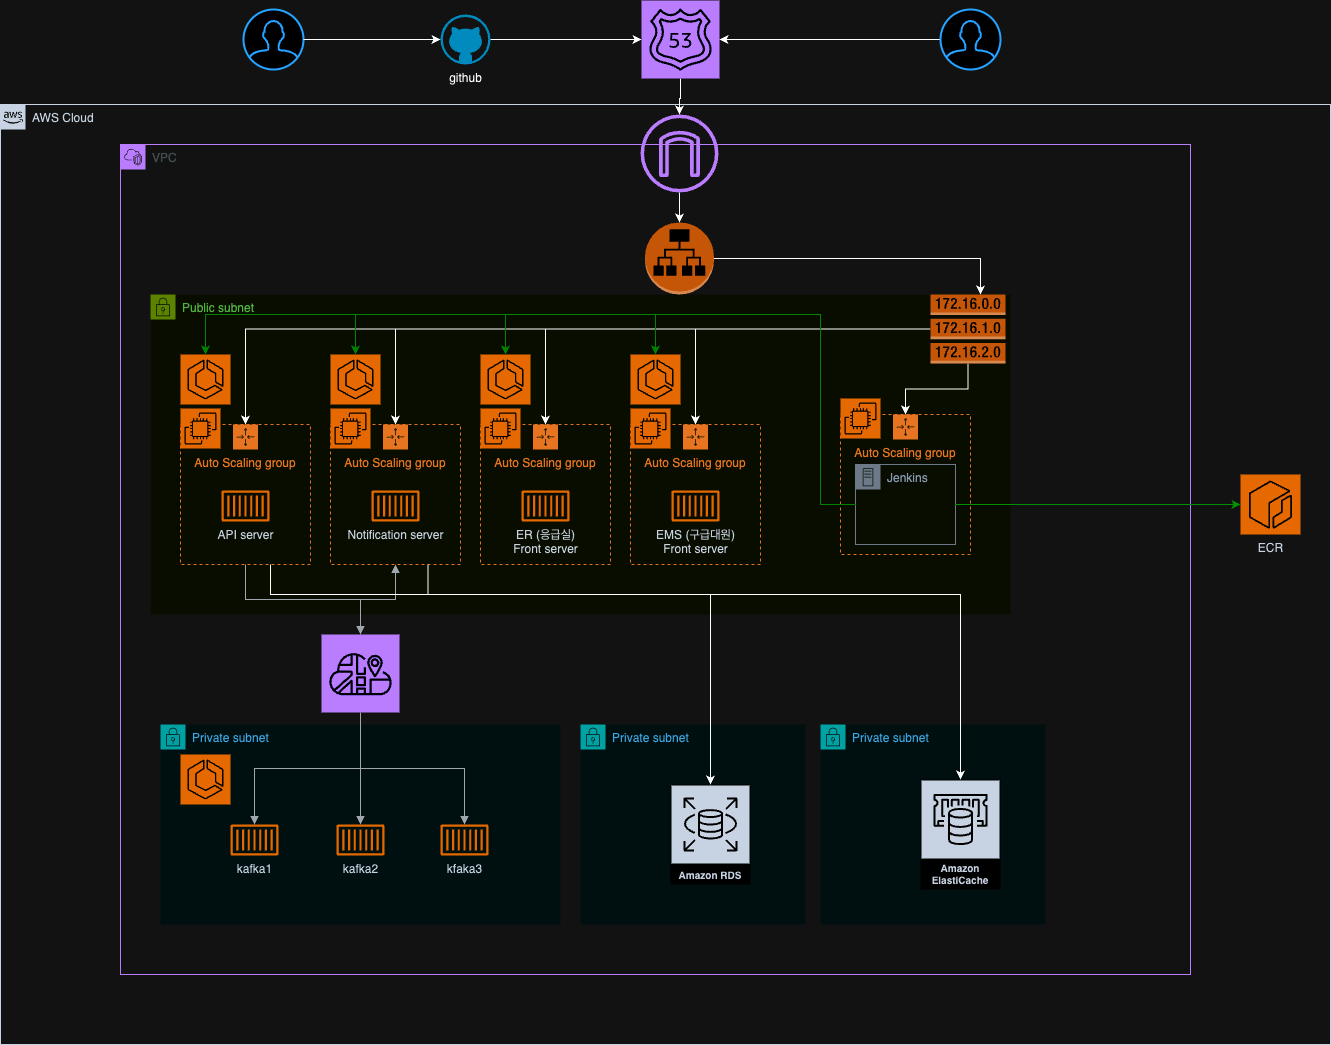 53
github
aws
AWS Cloud
VPC
Public subnet
172.16.0.0
172.16.1.0
172.16.2.0
Auto Scaling group
Auto Scaling group
Auto Scaling group
Auto Scaling group
Auto Scaling group
Jenkins
API server
Notification server
ER (응급실)
Front server
EMS (구급대원)
Front server
ECR
Private subnet
Private subnet
Private subnet
kafka1
kafka2
kfaka3
Amazon RDS
Amazon
ElastiCache